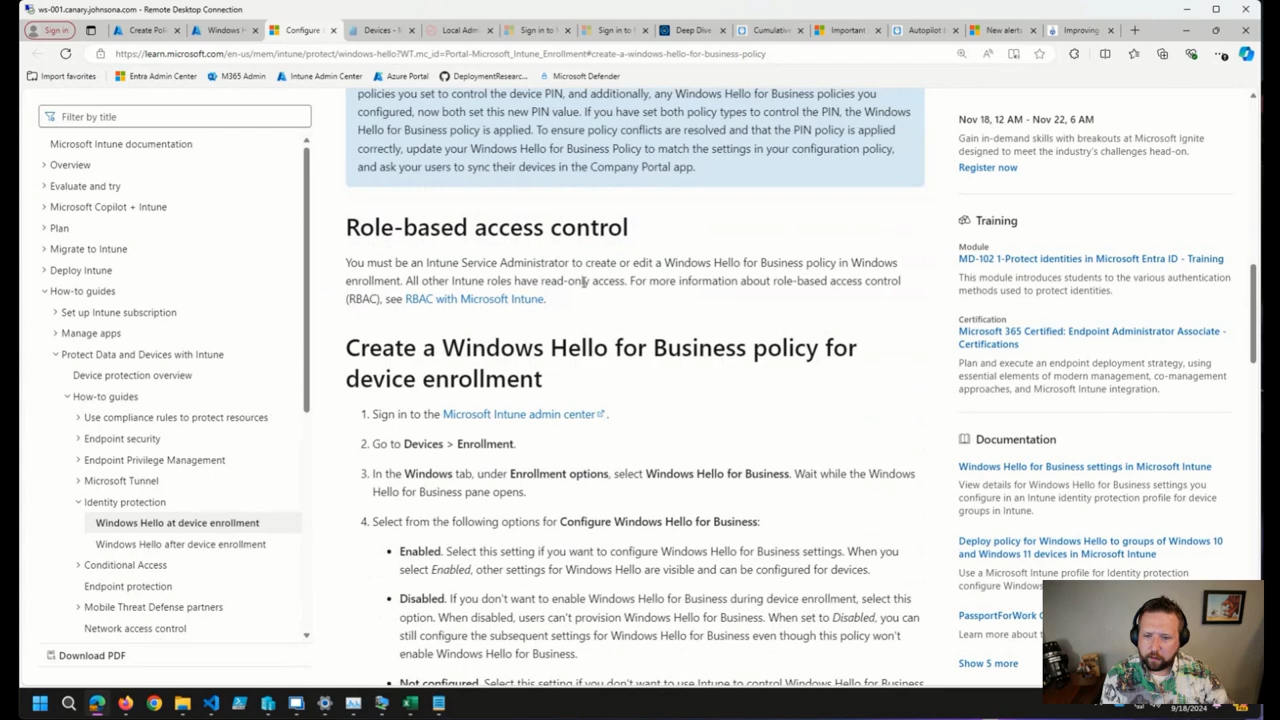 ws-001.canary.johnsona.com - Remote Desktop Connection
Sign in
Create Poli
Windows H
Configure
Devices - M
Local Adm
Sign in to M
Sign in to M
Deep Dive
Cumulative
Important
Autopilot
New alerts
Improving
https://learn.microsoft.com/en-us/mem/intune/protect/windows-hello?WT.mc_id=Portal-Microsoft_Intune_Enrollment#create-a-windows-hello-for-business-policy
Import favorites
Entra Admin Center
M365 Admin
Intune Admin Center
Azure Portal
DeploymentResearc...
Microsoft Defender
Filter by title
Microsoft Intune documentation
Overview
Evaluate and try
Microsoft Copilot + Intune
Plan
Migrate to Intune
Deploy Intune
How-to guides
Set up Intune subscription
Manage apps
Protect Data and Devices with Intune
Device protection overview
How-to guides
Use compliance rules to protect resources
Endpoint security
Endpoint Privilege Management
Microsoft Tunnel
Identity protection
Windows Hello at device enrollment
Windows Hello after device enrollment
Conditional Access
Endpoint protection
Mobile Threat Defense partners
Network access control
Download PDF
policies you set to control the device PIN, and additionally, any Windows Hello for Business policies you
configured, now both set this new PIN value. If you have set both policy types to control the PIN, the Windows
Hello for Business policy is applied. To ensure policy conflicts are resolved and that the PIN policy is applied
correctly, update your Windows Hello for Business Policy to match the settings in your configuration policy,
and ask your users to sync their devices in the Company Portal app.
Role-based access control
You must be an Intune Service Administrator to create or edit a Windows Hello for Business policy in Windows
enrollment. All other Intune roles have read-only access. For more information about role-based access control
(RBAC), see RBAC with Microsoft Intune.
Create a Windows Hello for Business policy for
device enrollment
1. Sign in to the Microsoft Intune admin center.
2. Go to Devices > Enrollment.
3. In the Windows tab, under Enrollment options, select Windows Hello for Business. Wait while the Windows
Hello for Business pane opens.
4. Select from the following options for Configure Windows Hello for Business:
• Enabled. Select this setting if you want to configure Windows Hello for Business settings. When you
select Enabled, other settings for Windows Hello are visible and can be configured for devices.
• Disabled. If you don't want to enable Windows Hello for Business during device enrollment, select this
option. When disabled, users can't provision Windows Hello for Business. When set to Disabled, you can
still configure the subsequent settings for Windows Hello for Business even though this policy won't
enable Windows Hello for Business.
• Not configured. Select this setting if you don't want to use Intune to control Windows Hello for Business
Nov 18, 12 AM - Nov 22, 6 AM
Gain in-demand skills with breakouts at Microsoft Ignite
designed to meet the industry's challenges head-on.
Register now
Training
Module
MD-102 1-Protect identities in Microsoft Entra ID - Training
This module introduces students to the various authentication
methods used to protect identities.
Certification
Microsoft 365 Certified: Endpoint Administrator Associate -
Certifications
Plan and execute an endpoint deployment strategy, using
essential elements of modern management, co-management
approaches, and Microsoft Intune integration.
Documentation
Windows Hello for Business settings in Microsoft Intune
View details for Windows Hello for Business settings you
configure in an Intune identity protection profile for device
groups in Intune.
Deploy policy for Windows Hello to groups of Windows 10
and Windows 11 devices in Microsoft Intune
Use a Microsoft Intune profile for Identity protection
configure Windows
PassportForWork C
Learn more about t
Show 5 more
9/18/2024